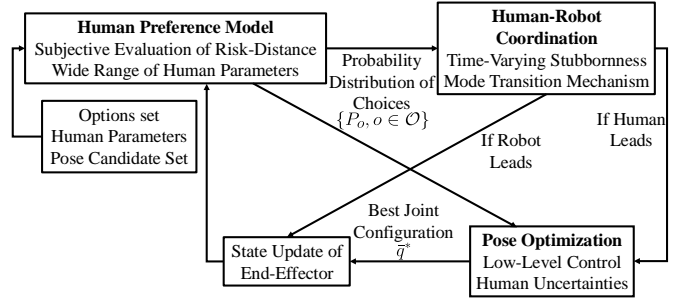 Human Preference Model
Subjective Evaluation of Risk-Distance
Wide Range of Human Parameters
Human-Robot
Coordination
Time-Varying Stubbornness
Mode Transition Mechanism
Probability
Distribution of
Choices
{P_o, o ∈ 𝒪}
Options set
Human Parameters
Pose Candidate Set
If Robot
Leads
If Human
Leads
State Update of
End-Effector
Best Joint
Configuration
q̄*
Pose Optimization
Low-Level Control
Human Uncertainties